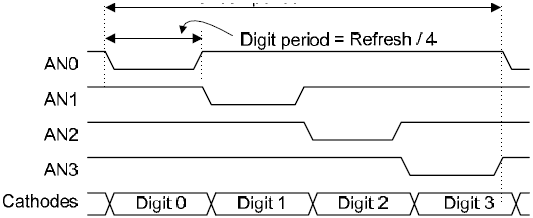 Digit period = Refresh / 4
AN0
AN1
AN2
AN3
Cathodes Digit 0 Digit 1 Digit 2 Digit 3